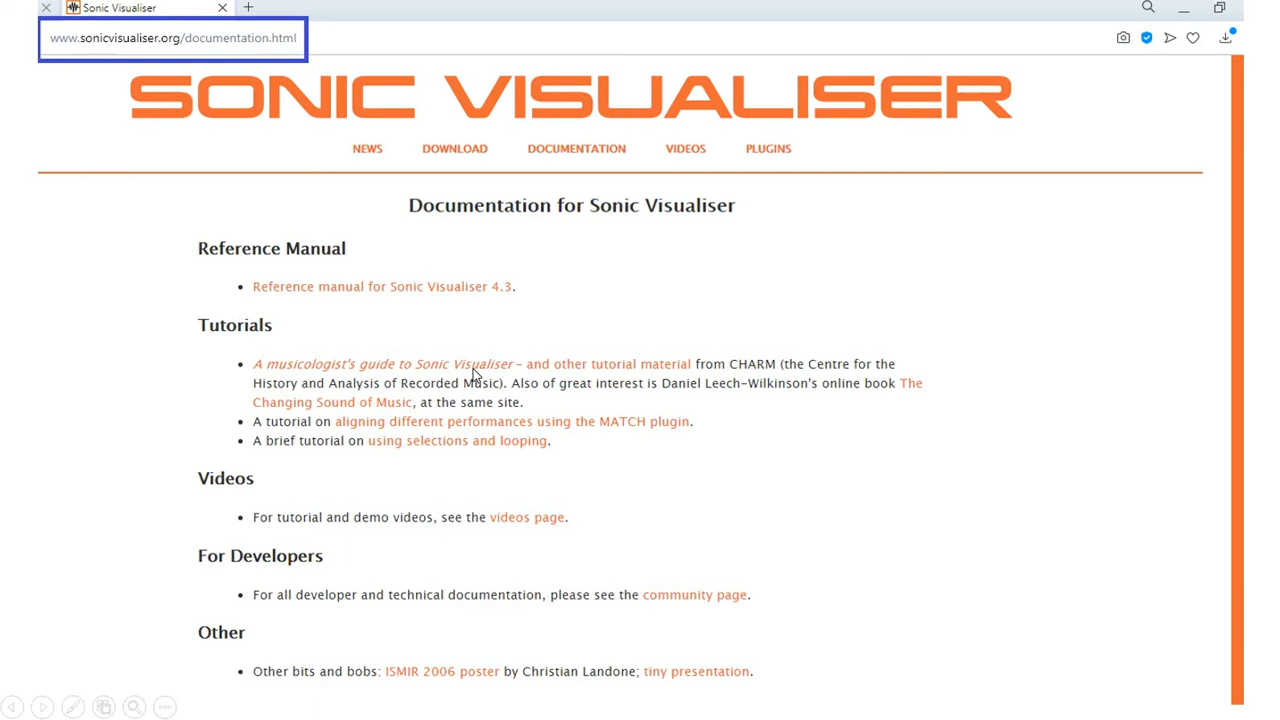 Sonic Visualiser
www.sonicvisualiser.org/documentation.html
SONIC VISUALISER
NEWS DOWNLOAD DOCUMENTATION VIDEOS PLUGINS
Documentation for Sonic Visualiser
Reference Manual
• Reference manual for Sonic Visualiser 4.3.
Tutorials
• A musicologist's guide to Sonic Visualiser – and other tutorial material from CHARM (the Centre for the
History and Analysis of Recorded Music). Also of great interest is Daniel Leech-Wilkinson's online book The
Changing Sound of Music, at the same site.
• A tutorial on aligning different performances using the MATCH plugin.
• A brief tutorial on using selections and looping.
Videos
• For tutorial and demo videos, see the videos page.
For Developers
• For all developer and technical documentation, please see the community page.
Other
• Other bits and bobs: ISMIR 2006 poster by Christian Landone; tiny presentation.